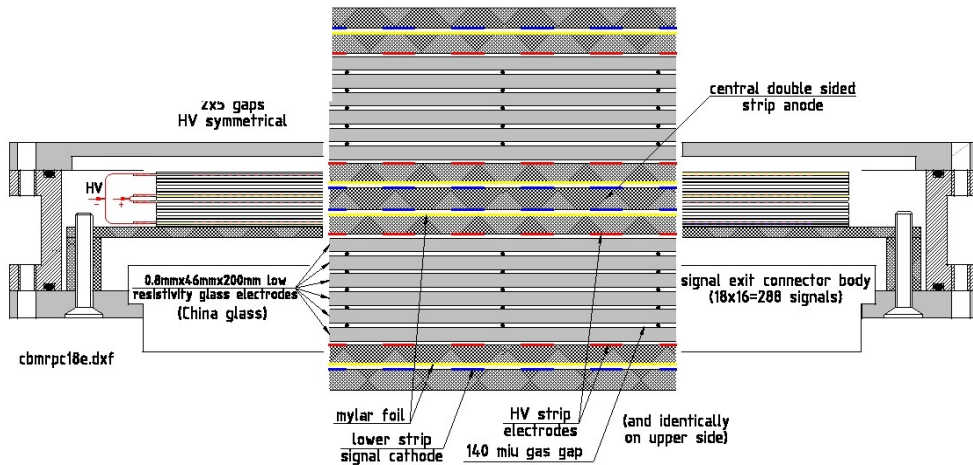 2x5 gaps
HV symmetrical
central double sided
strip anode
HV
- +
0.8mmx46mmx200mm low
resistivity glass electrodes
(China glass)
signal exit connector body
(18x16=288 signals)
cbmrpc18e.dxf
mylar foil
lower strip
signal cathode
HV strip
electrodes
140 miu gas gap
(and identically
on upper side)